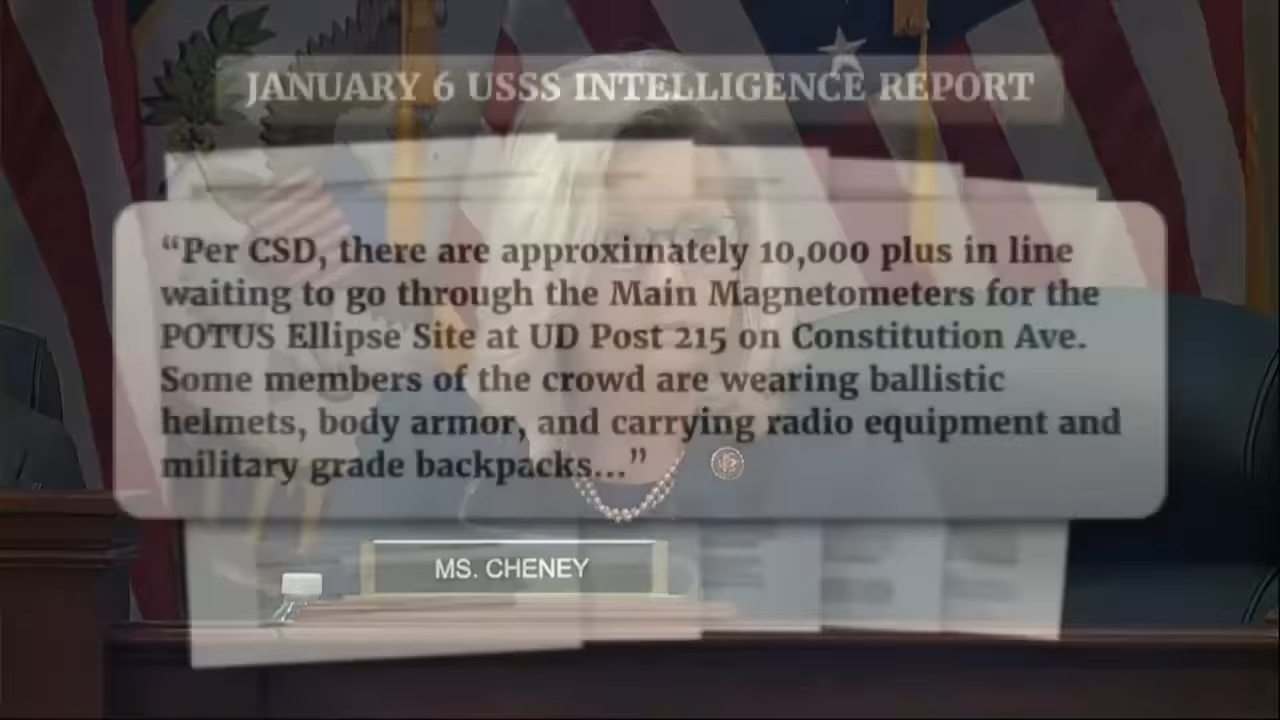 JANUARY 6 USSS INTELLIGENCE REPORT
“Per CSD, there are approximately 10,000 plus in line
waiting to go through the Main Magnetometers for the
POTUS Ellipse Site at UD Post 215 on Constitution Ave.
Some members of the crowd are wearing ballistic
helmets, body armor, and carrying radio equipment and
military grade backpacks...”
MS. CHENEY